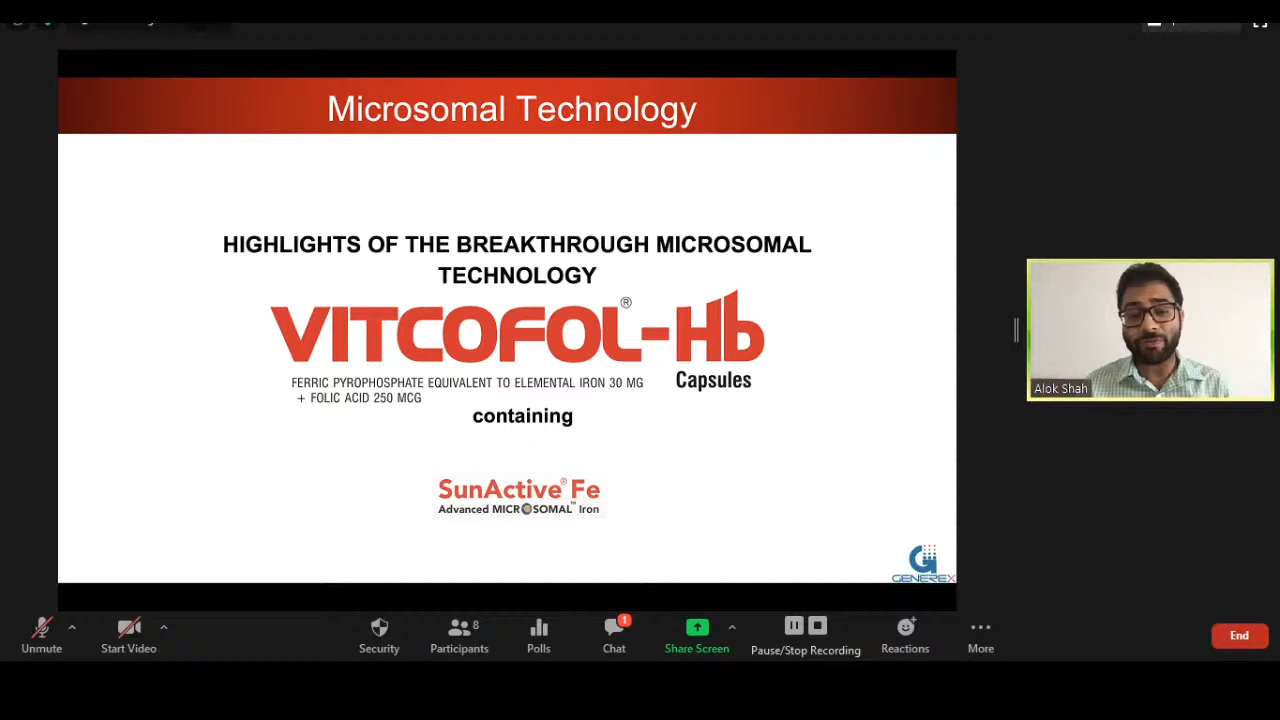 Microsomal Technology
HIGHLIGHTS OF THE BREAKTHROUGH MICROSOMAL
TECHNOLOGY
VITCOFOL®-Hb
FERRIC PYROPHOSPHATE EQUIVALENT TO ELEMENTAL IRON 30 MG
+ FOLIC ACID 250 MCG
Capsules
containing
SunActive® Fe
Advanced MICROSOMAL™ Iron
GENEREX
Alok Shah
8
1
Unmute
Start Video
Security
Participants
Polls
Chat
Share Screen
Pause/Stop Recording
Reactions
More
End